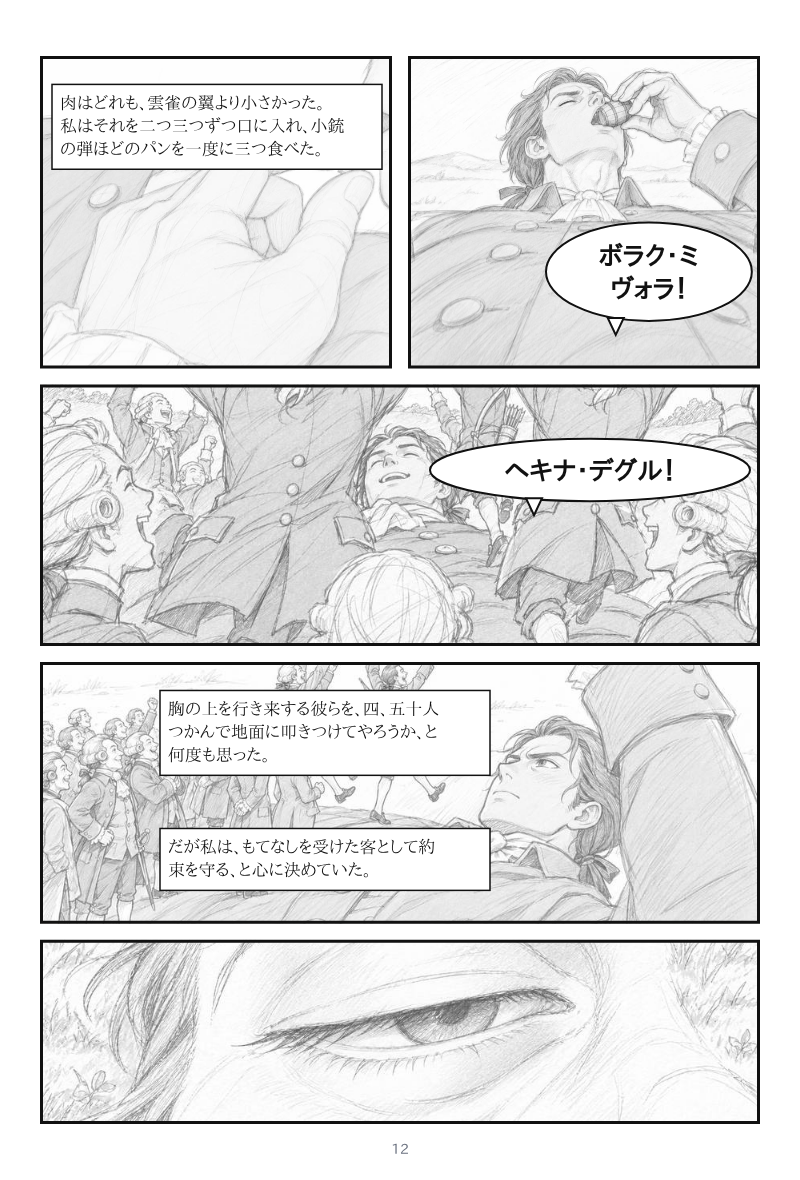 肉はどれも、雲雀の翼より小さかった。
私はそれを二つ三つずつ口に入れ、小銃
の弾ほどのパンを一度に三つ食べた。
ボラク・ミ
ヴォラ！
ヘキナ・デグル！
胸の上を行き来する彼らを、四、五十人
つかんで地面に叩きつけてやろうか、と
何度も思った。
だが私は、もてなしを受けた客として約
束を守る、と心に決めていた。
12